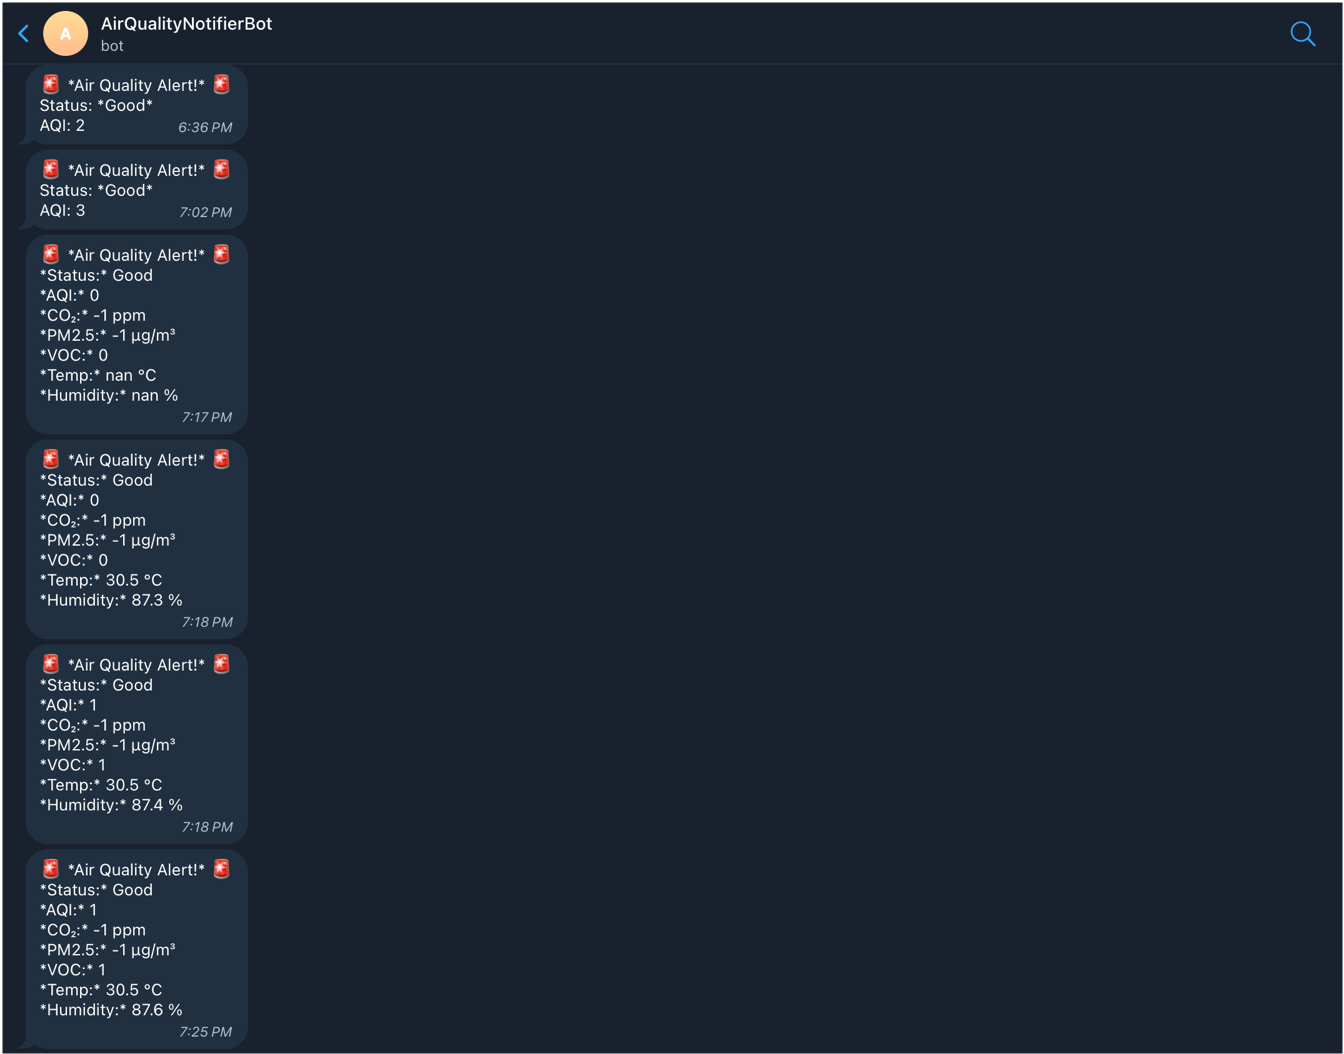 A
AirQualityNotifierBot
bot
🚨 *Air Quality Alert!* 🚨
Status: *Good*
AQI: 2
6:36 PM
🚨 *Air Quality Alert!* 🚨
Status: *Good*
AQI: 3
7:02 PM
🚨 *Air Quality Alert!* 🚨
*Status:* Good
*AQI:* 0
*CO₂:* -1 ppm
*PM2.5:* -1 µg/m³
*VOC:* 0
*Temp:* nan °C
*Humidity:* nan %
7:17 PM
🚨 *Air Quality Alert!* 🚨
*Status:* Good
*AQI:* 0
*CO₂:* -1 ppm
*PM2.5:* -1 µg/m³
*VOC:* 0
*Temp:* 30.5 °C
*Humidity:* 87.3 %
7:18 PM
🚨 *Air Quality Alert!* 🚨
*Status:* Good
*AQI:* 1
*CO₂:* -1 ppm
*PM2.5:* -1 µg/m³
*VOC:* 1
*Temp:* 30.5 °C
*Humidity:* 87.4 %
7:18 PM
🚨 *Air Quality Alert!* 🚨
*Status:* Good
*AQI:* 1
*CO₂:* -1 ppm
*PM2.5:* -1 µg/m³
*VOC:* 1
*Temp:* 30.5 °C
*Humidity:* 87.6 %
7:25 PM